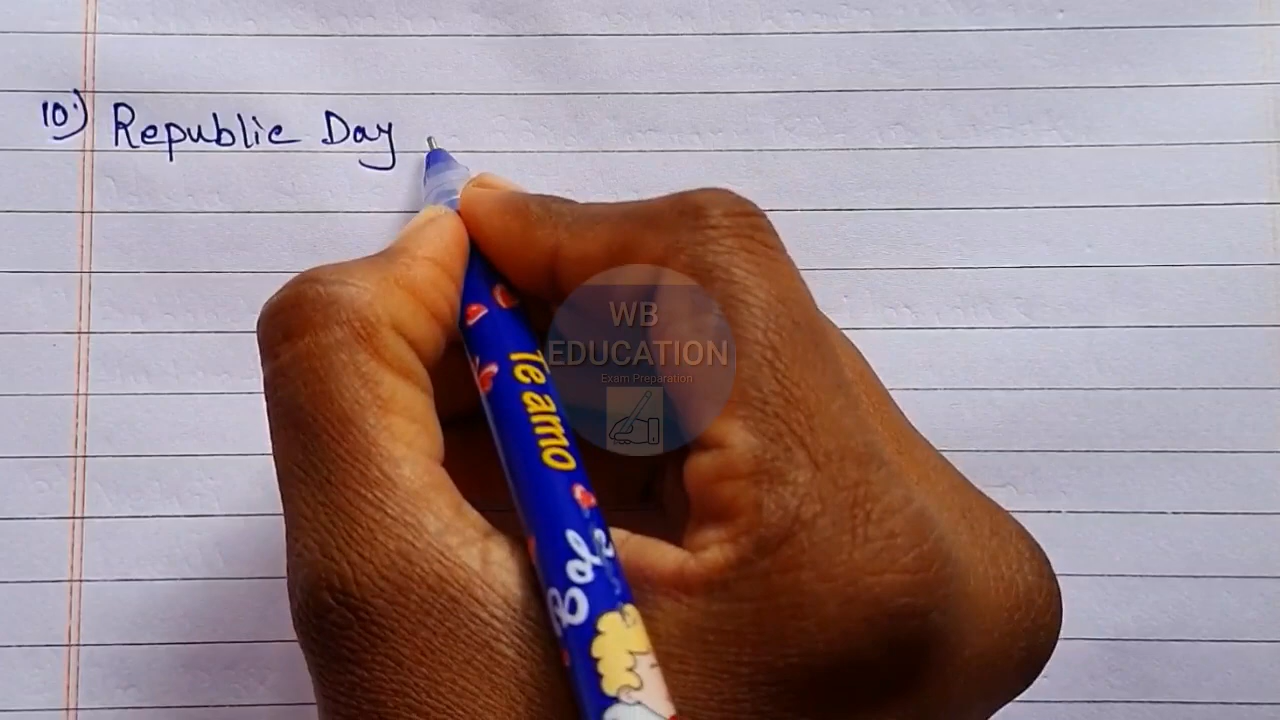 10.) Republic Day
WB
EDUCATION
Exam Preparation
Te amo